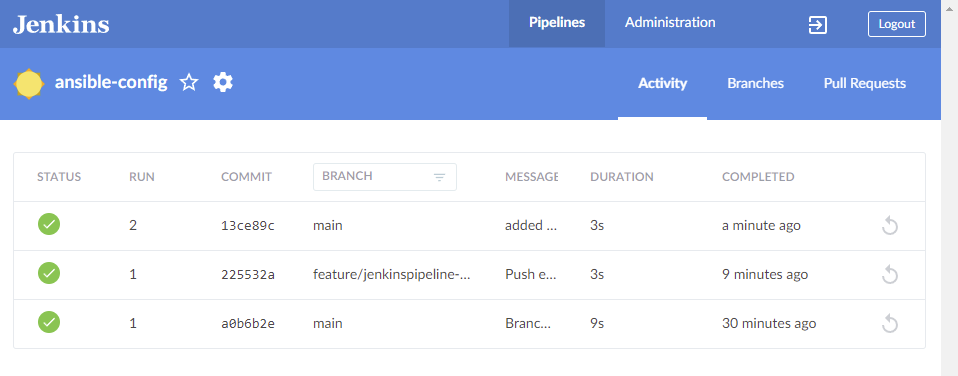 Jenkins Pipelines Administration Logout
ansible-config Activity Branches Pull Requests
STATUS RUN COMMIT BRANCH MESSAGE DURATION COMPLETED
2 13ce89c main added ... 3s a minute ago
1 225532a feature/jenkinspipeline-... Push e... 3s 9 minutes ago
1 a0b6b2e main Branc... 9s 30 minutes ago